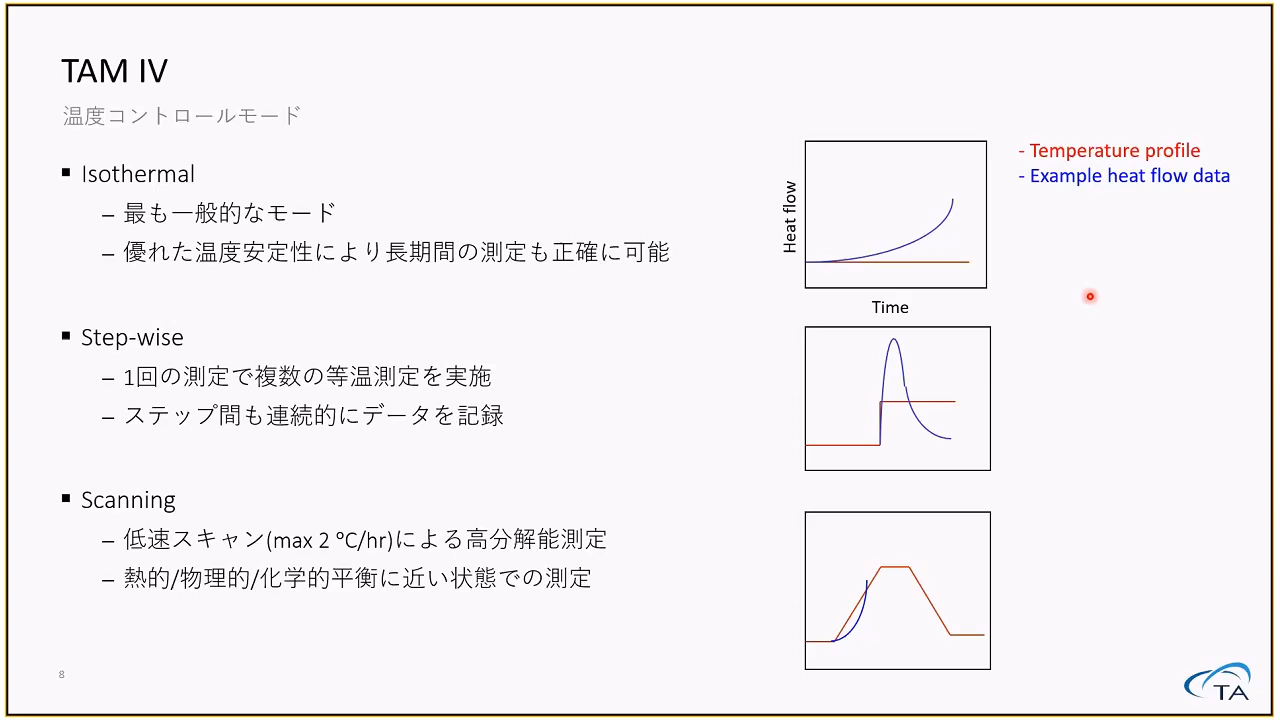 TAM IV
温度コントロールモード
▪ Isothermal
– 最も一般的なモード
– 優れた温度安定性により長期間の測定も正確に可能
▪ Step-wise
– 1回の測定で複数の等温測定を実施
– ステップ間も連続的にデータを記録
▪ Scanning
– 低速スキャン(max 2 ºC/hr)による高分解能測定
– 熱的/物理的/化学的平衡に近い状態での測定
Heat flow
Time
- Temperature profile
- Example heat flow data
8
TA